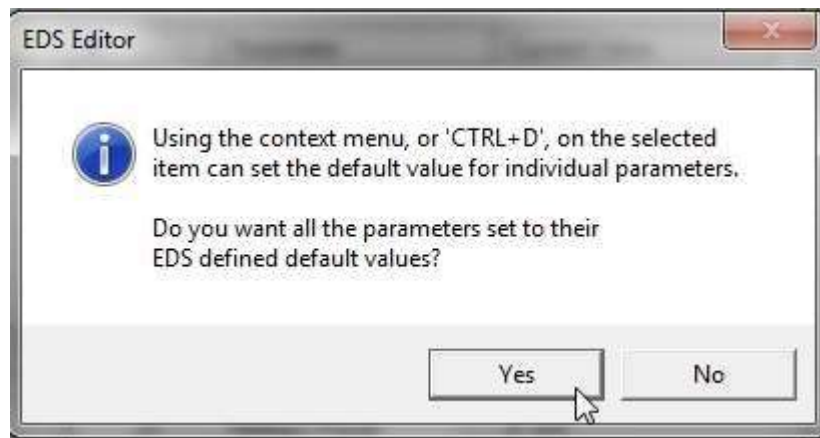 EDS Editor
Using the context menu, or 'CTRL+D', on the selected
item can set the default value for individual parameters.
Do you want all the parameters set to their
EDS defined default values?
Yes
No